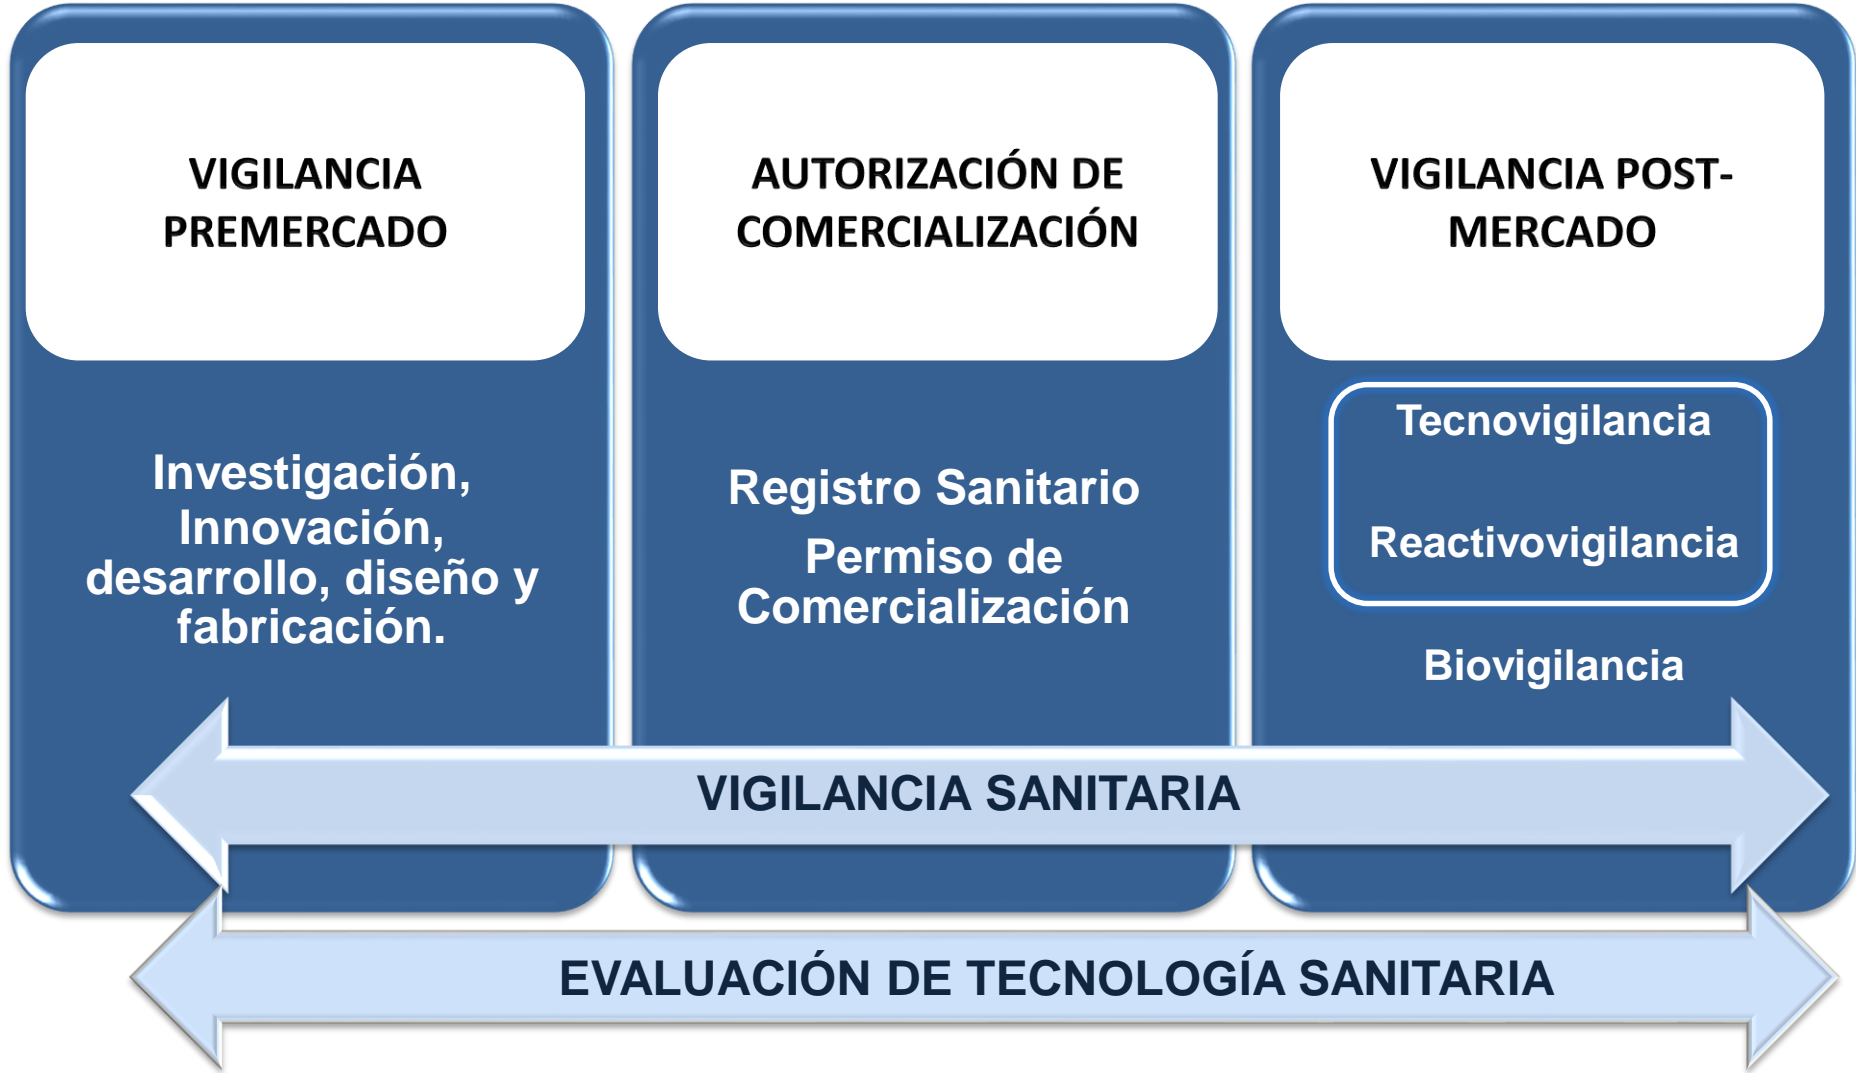 VIGILANCIA
PREMERCADO
Investigación,
Innovación,
desarrollo, diseño y
fabricación.
AUTORIZACIÓN DE
COMERCIALIZACIÓN
Registro Sanitario
Permiso de
Comercialización
VIGILANCIA POST-
MERCADO
Tecnovigilancia
Reactivovigilancia
Biovigilancia
VIGILANCIA SANITARIA
EVALUACIÓN DE TECNOLOGÍA SANITARIA